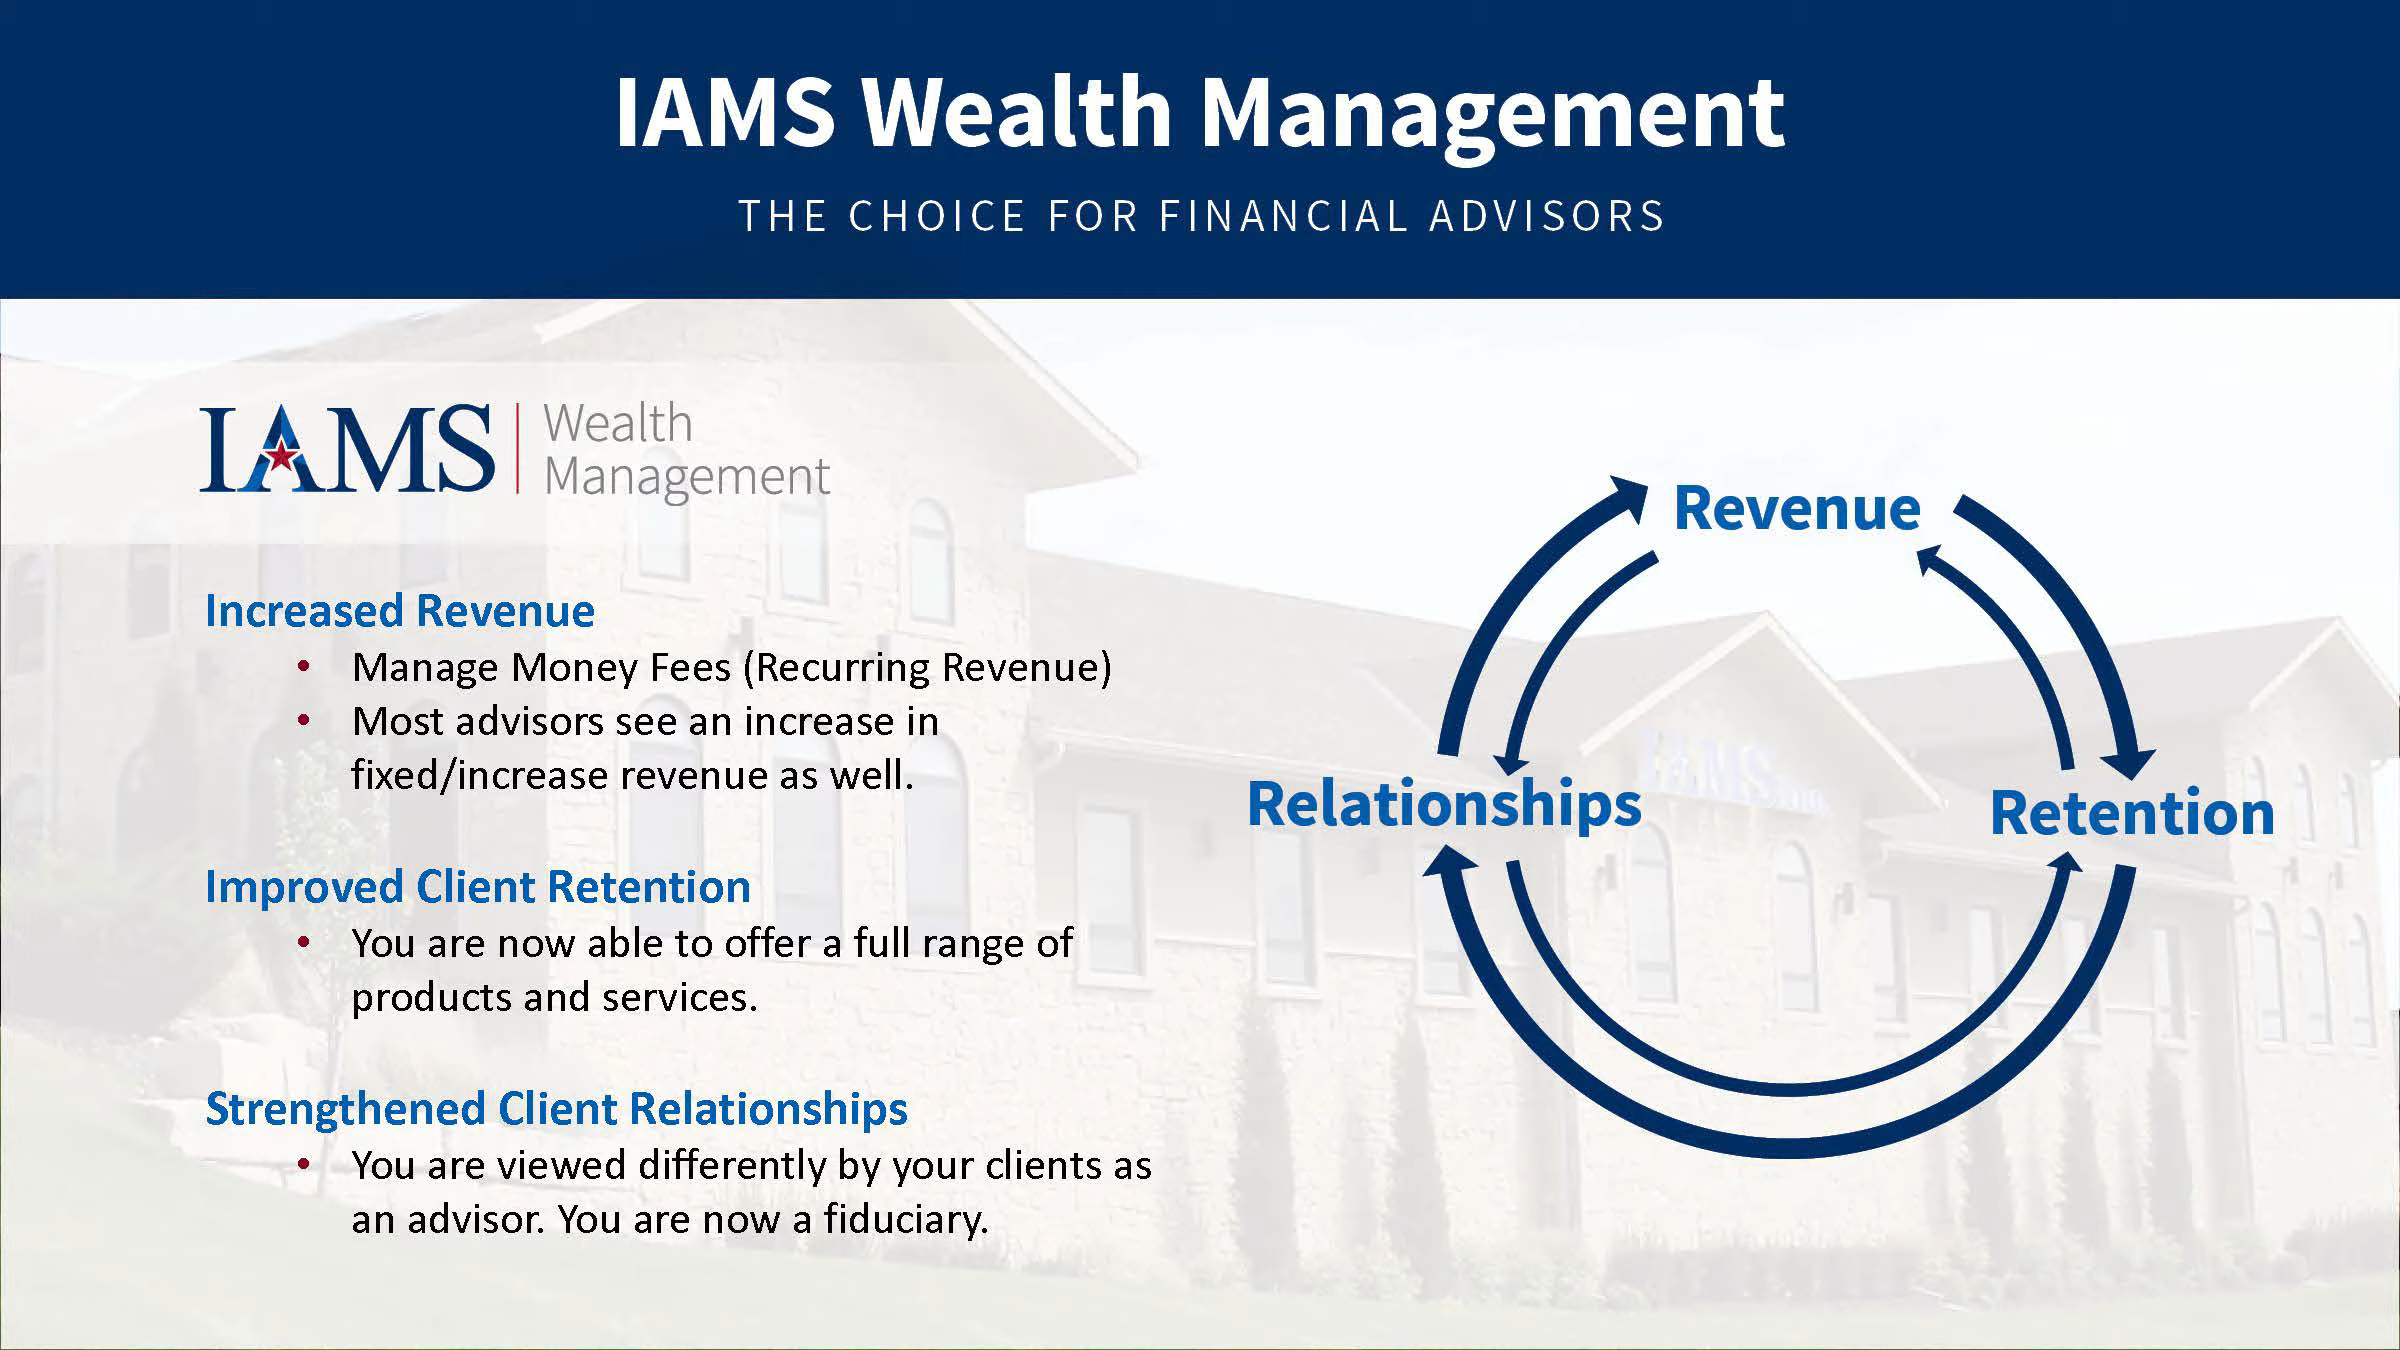 IAMS Wealth Management
THE CHOICE FOR FINANCIAL ADVISORS
IAMS
Wealth
Management
Increased Revenue
• Manage Money Fees (Recurring Revenue)
• Most advisors see an increase in
fixed/increase revenue as well.
Improved Client Retention
• You are now able to offer a full range of
products and services.
Strengthened Client Relationships
• You are viewed differently by your clients as
an advisor. You are now a fiduciary.
Revenue
Relationships
Retention
IAMS